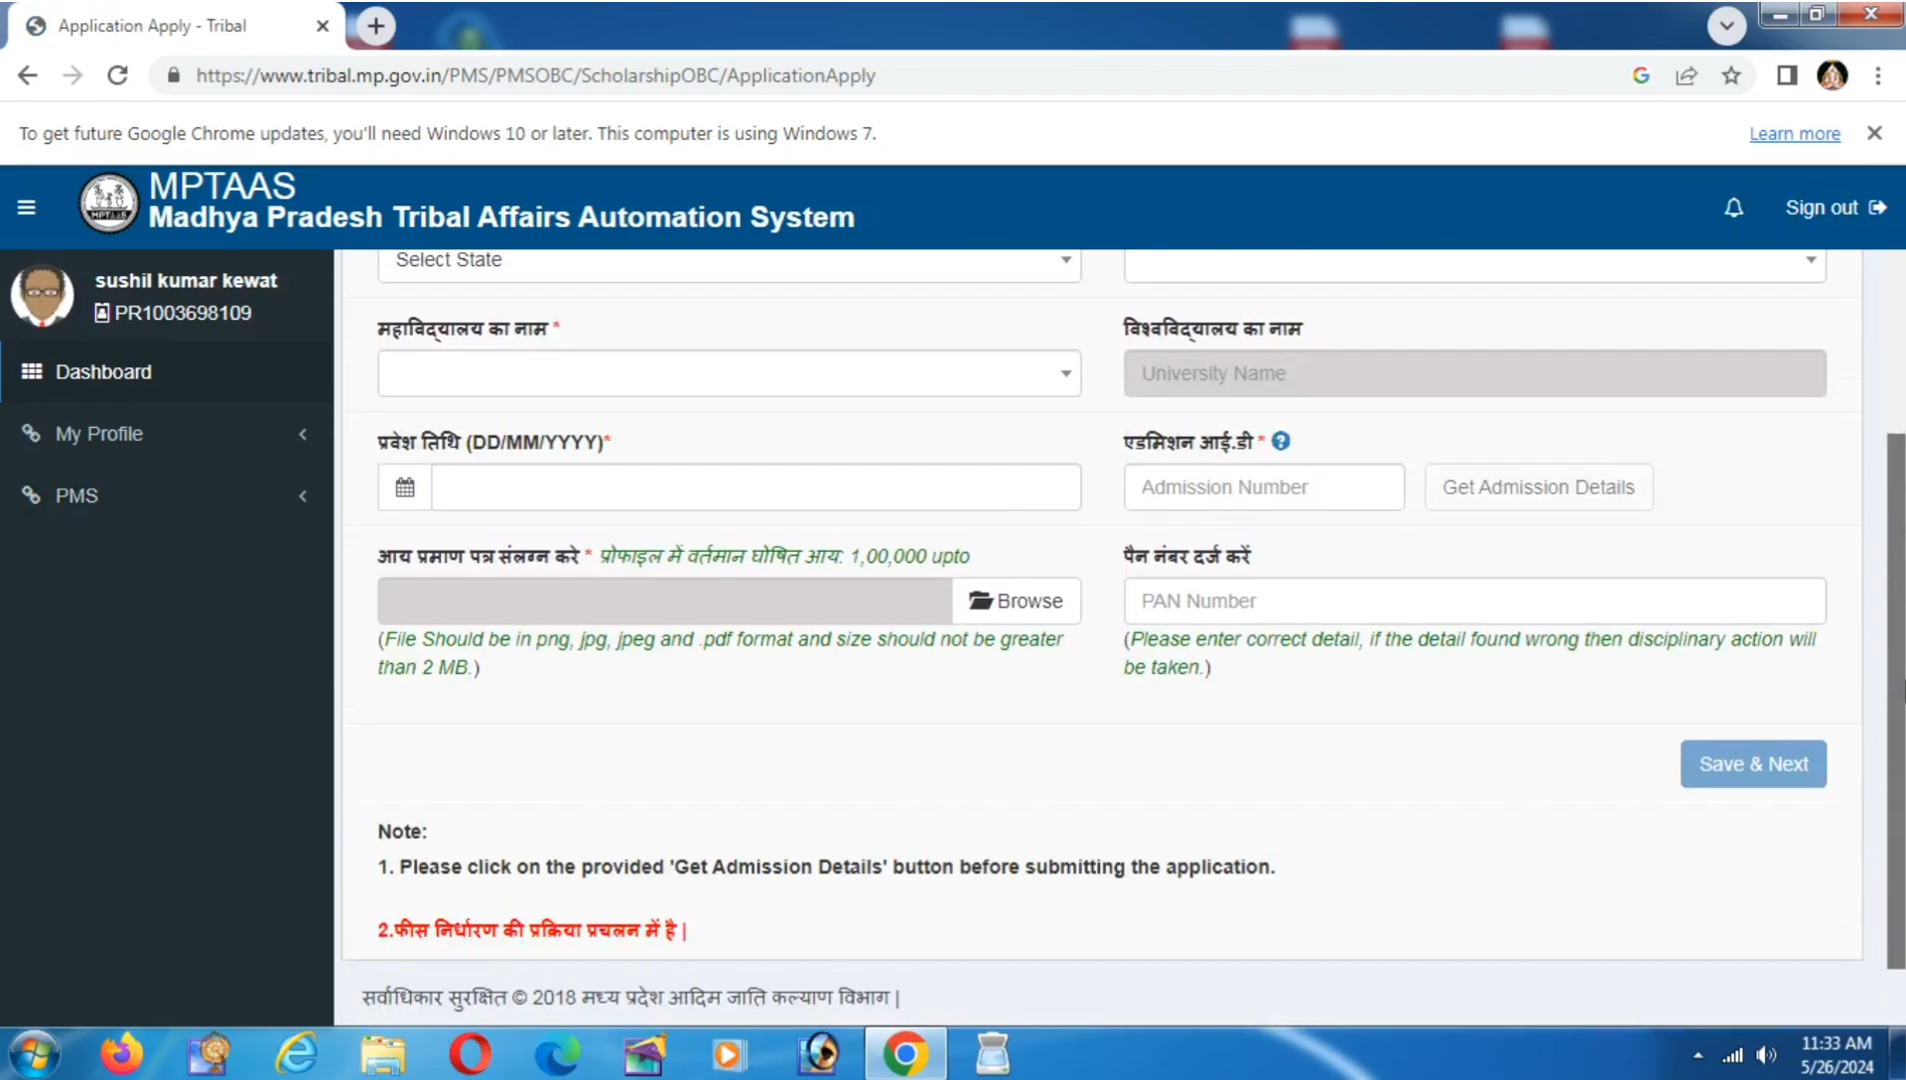 Application Apply - Tribal
https://www.tribal.mp.gov.in/PMS/PMSOBC/ScholarshipOBC/ApplicationApply
To get future Google Chrome updates, you'll need Windows 10 or later. This computer is using Windows 7.
Learn more
MPTAAS
Madhya Pradesh Tribal Affairs Automation System
MPTAAS
Sign out
sushil kumar kewat
PR1003698109
Dashboard
My Profile
PMS
Select State
महाविद्यालय का नाम *
विश्वविद्यालय का नाम
University Name
प्रवेश तिथि (DD/MM/YYYY)*
एडमिशन आई.डी *
Admission Number
Get Admission Details
आय प्रमाण पत्र संलग्न करे * प्रोफाइल में वर्तमान घोषित आय: 1,00,000 upto
पैन नंबर दर्ज करें
Browse
PAN Number
(File Should be in png, jpg, jpeg and .pdf format and size should not be greater
than 2 MB.)
(Please enter correct detail, if the detail found wrong then disciplinary action will
be taken.)
Save & Next
Note:
1. Please click on the provided 'Get Admission Details' button before submitting the application.
2.फीस निर्धारण की प्रक्रिया प्रचलन में है |
सर्वाधिकार सुरक्षित © 2018 मध्य प्रदेश आदिम जाति कल्याण विभाग |
11:33 AM
5/26/2024